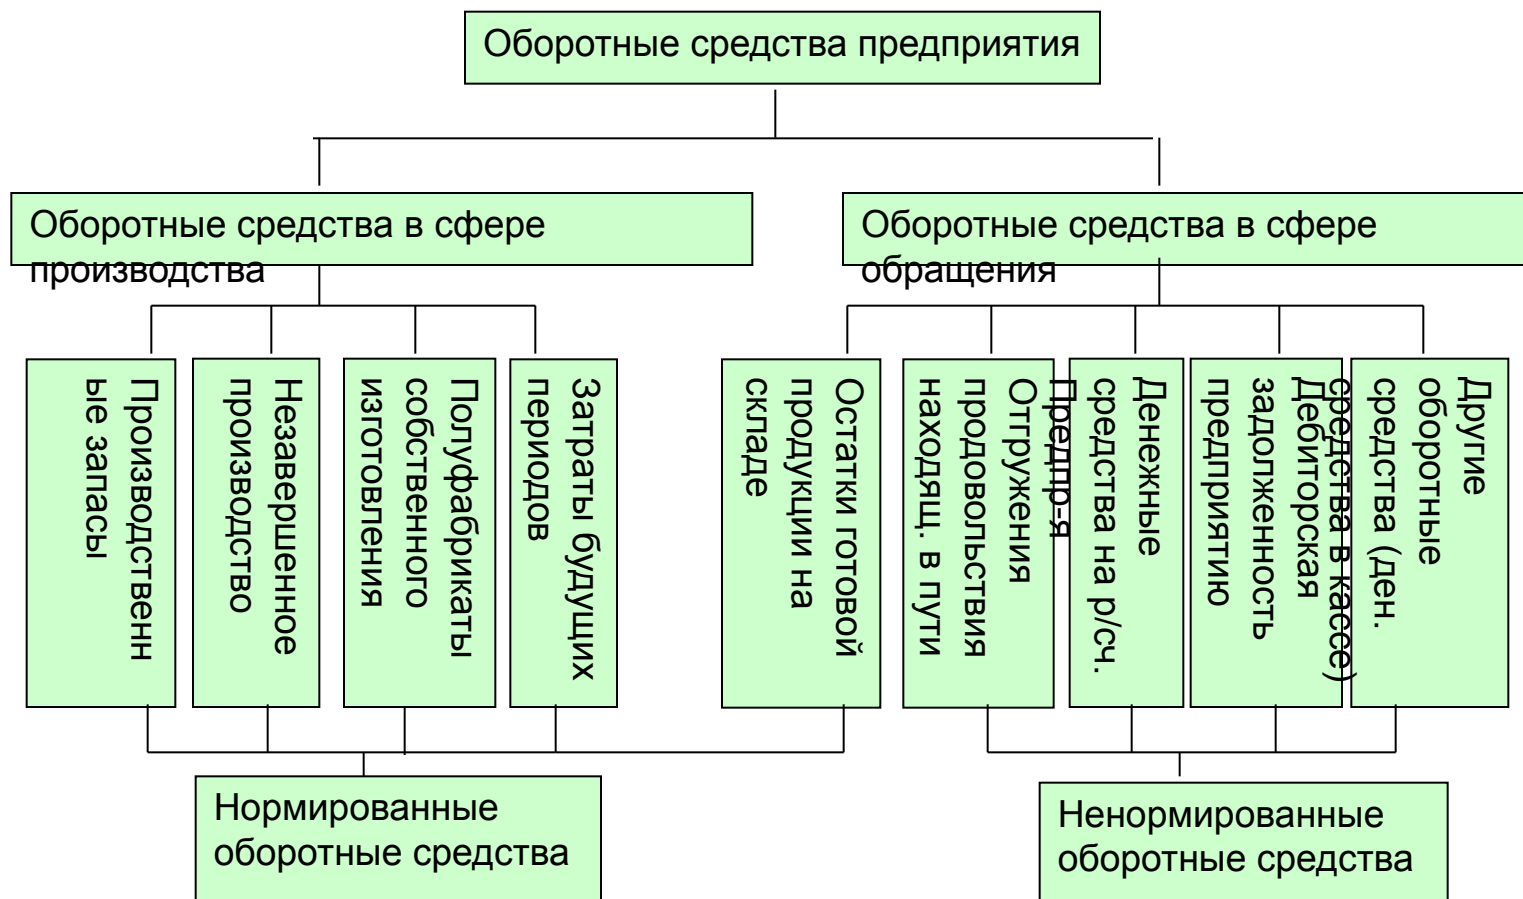 Оборотные средства предприятия
Оборотные средства в сфере
производства
Оборотные средства в сфере
обращения
Производственн
ые запасы
Незавершенное
производство
Полуфабрикаты
собственного
изготовления
Затраты будущих
периодов
Остатки готовой
продукции на
складе
Отгружения
продовольствия
находящ. в пути
Денежные
средства на р/сч.
Предпр-я
Дебиторская
задолженность
предприятию
Другие
оборотные
средства (ден.
средства в кассе)
Нормированные
оборотные средства
Ненормированные
оборотные средства